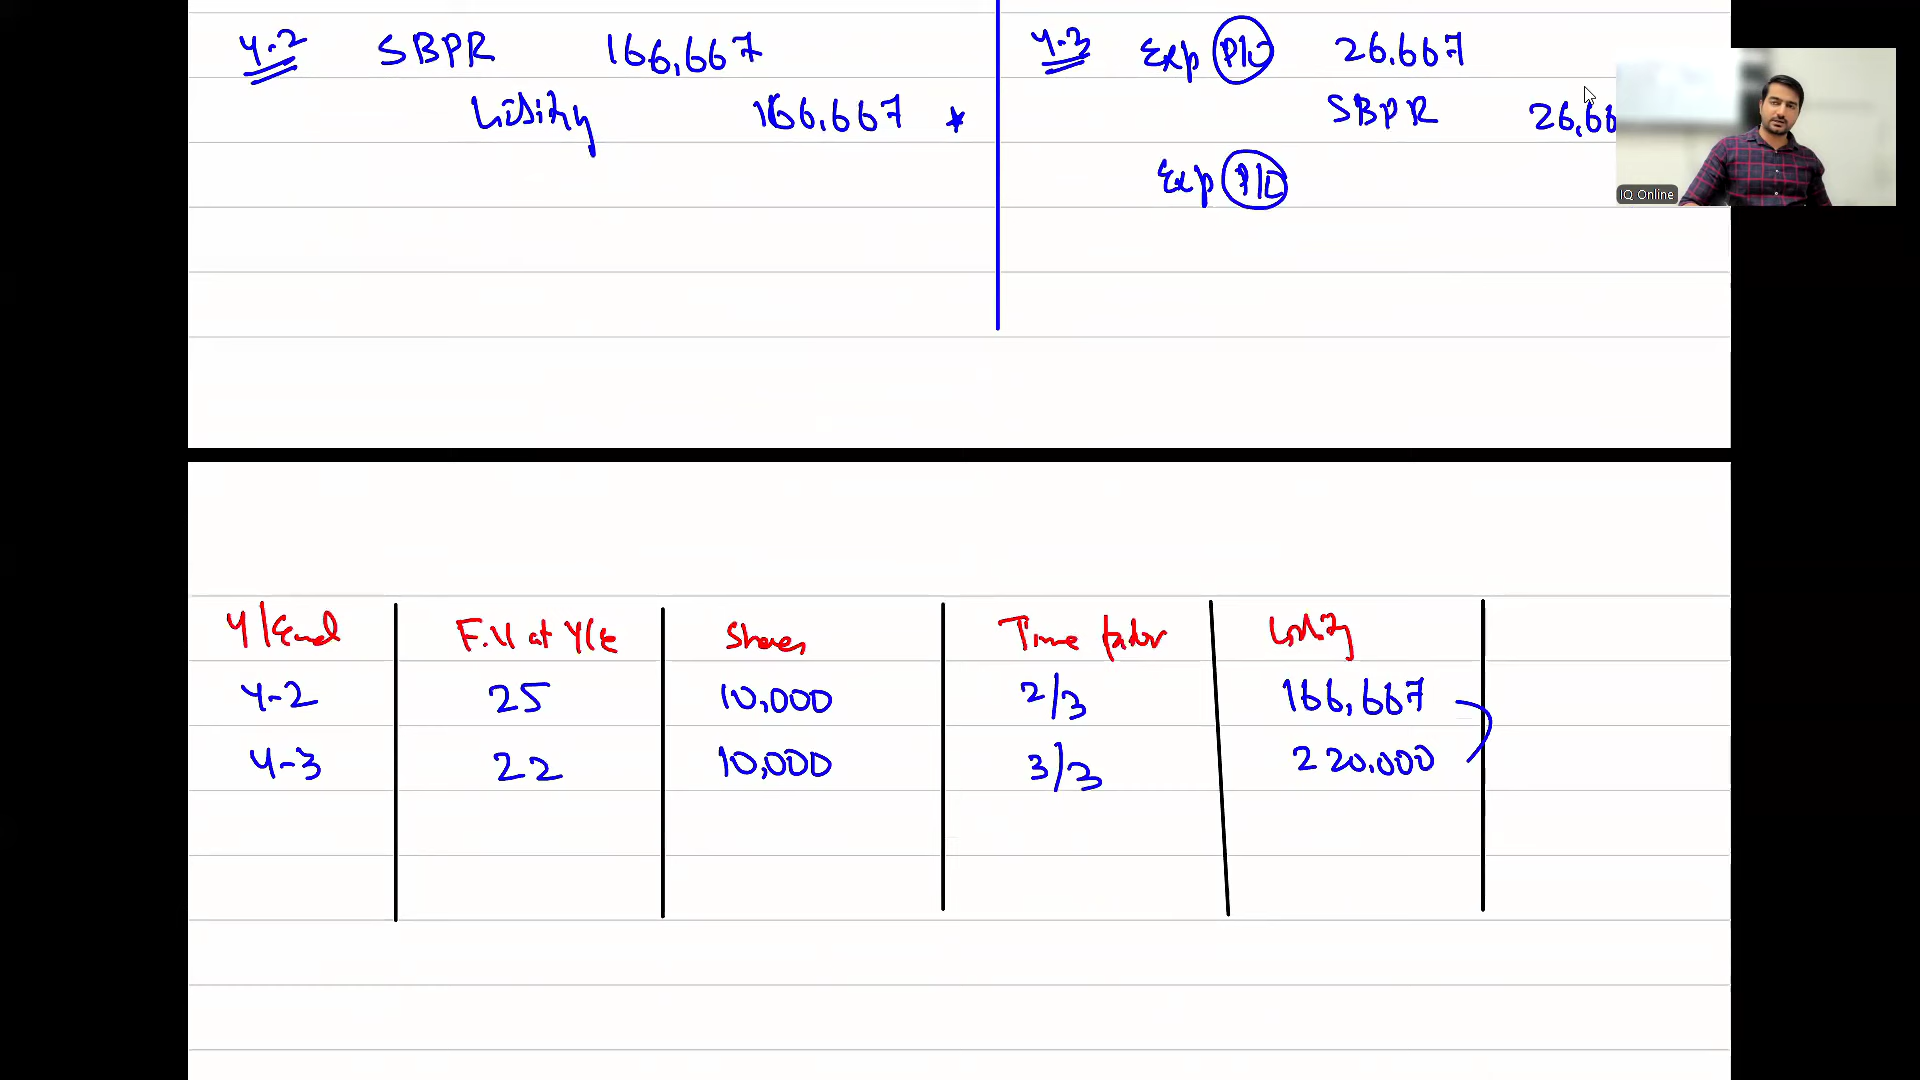 Y-2 SBPR 166,667
Liability 166,667 *
Y-3 Exp P/L 26,667
SBPR 26,66
Exp P/L
IQ Online
Y/End F.V at Y/E Shares Time factor Liability
Y-2 25 10,000 2/3 166,667
Y-3 22 10,000 3/3 220,000